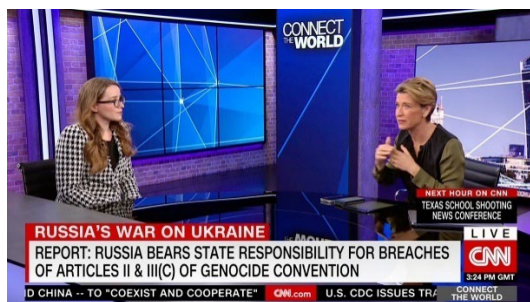 CONNECT
THE WORLD
NEXT HOUR ON CNN
TEXAS SCHOOL SHOOTING
NEWS CONFERENCE
RUSSIA'S WAR ON UKRAINE
LIVE
REPORT: RUSSIA BEARS STATE RESPONSIBILITY FOR BREACHES
OF ARTICLES II & III(C) OF GENOCIDE CONVENTION
CNN
3:24 PM GMT
D CHINA -- TO "COEXIST AND COOPERATE" CNN.com U.S. CDC ISSUES TRA
CONNECT
THE WORLD